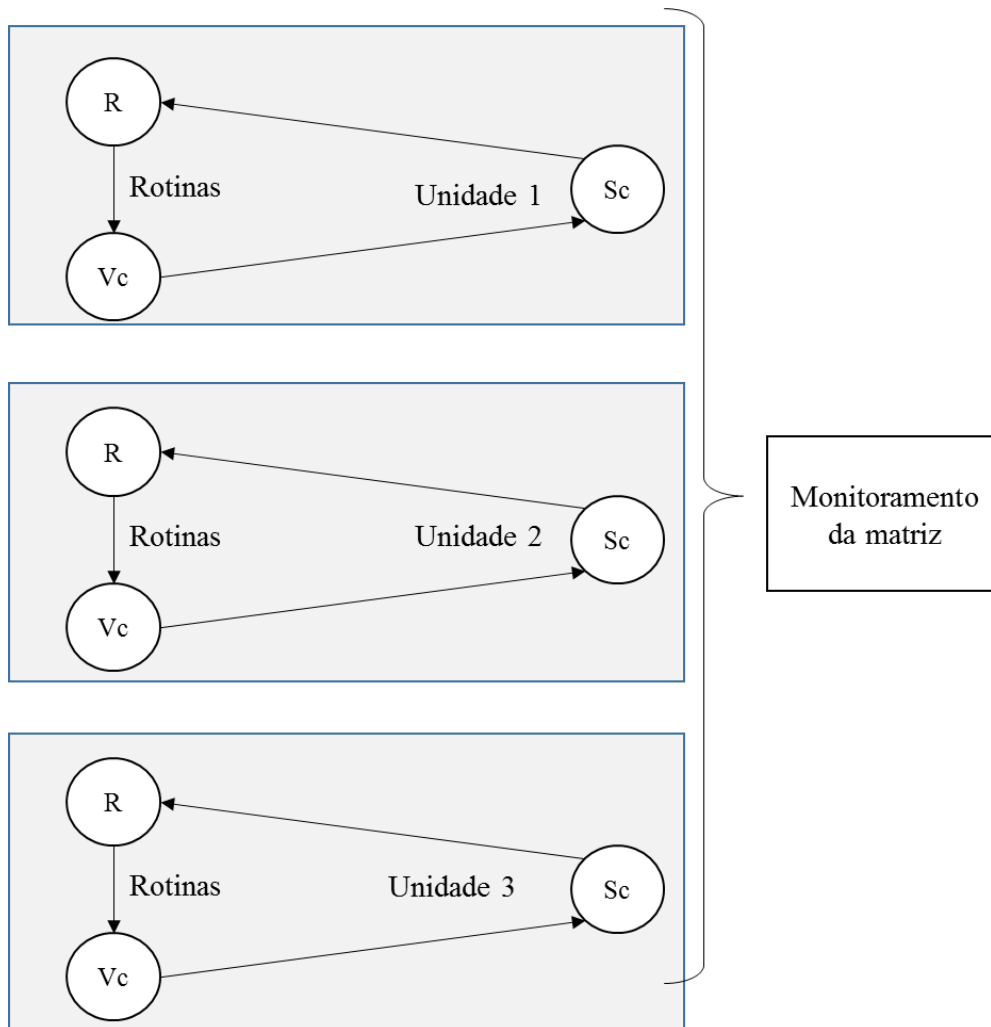 R
Rotinas
Unidade 1
Sc
Vc
R
Rotinas
Unidade 2
Sc
Vc
Monitoramento
da matriz
R
Rotinas
Unidade 3
Sc
Vc